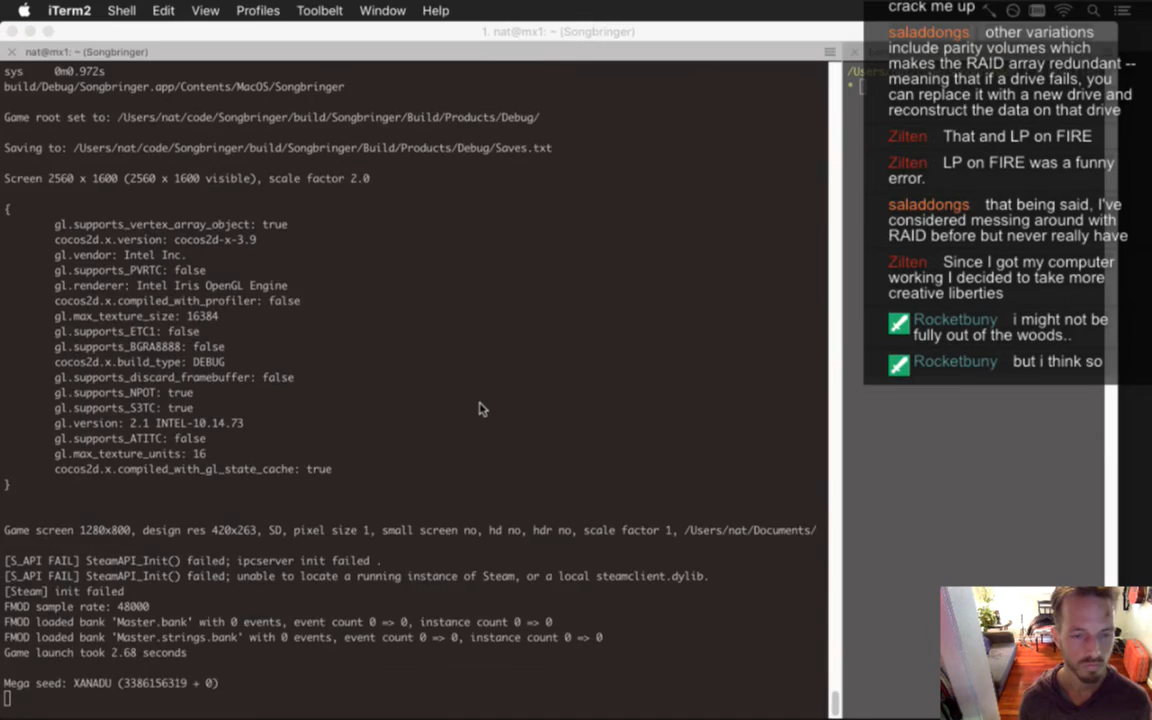 iTerm2 Shell Edit View Profiles Toolbelt Window Help
1. nat@mx1: ~ (Songbringer)
nat@mx1: ~ (Songbringer)
sys 0m0.972s
build/Debug/Songbringer.app/Contents/MacOS/Songbringer
Game root set to: /Users/nat/code/Songbringer/build/Songbringer/Build/Products/Debug/
Saving to: /Users/nat/code/Songbringer/build/Songbringer/Build/Products/Debug/Saves.txt
Screen 2560 x 1600 (2560 x 1600 visible), scale factor 2.0
{
gl.supports_vertex_array_object: true
cocos2d.x.version: cocos2d-x-3.9
gl.vendor: Intel Inc.
gl.supports_PVRTC: false
gl.renderer: Intel Iris OpenGL Engine
cocos2d.x.compiled_with_profiler: false
gl.max_texture_size: 16384
gl.supports_ETC1: false
gl.supports_BGRA8888: false
cocos2d.x.build_type: DEBUG
gl.supports_discard_framebuffer: false
gl.supports_NPOT: true
gl.supports_S3TC: true
gl.version: 2.1 INTEL-10.14.73
gl.supports_ATITC: false
gl.max_texture_units: 16
cocos2d.x.compiled_with_gl_state_cache: true
}
Game screen 1280x800, design res 420x263, SD, pixel size 1, small screen no, hd no, hdr no, scale factor 1, /Users/nat/Documents/
[S_API FAIL] SteamAPI_Init() failed; ipcserver init failed .
[S_API FAIL] SteamAPI_Init() failed; unable to locate a running instance of Steam, or a local steamclient.dylib.
[Steam] init failed
FMOD sample rate: 48000
FMOD loaded bank 'Master.bank' with 0 events, event count 0 => 0, instance count 0 => 0
FMOD loaded bank 'Master.strings.bank' with 0 events, event count 0 => 0, instance count 0 => 0
Game launch took 2.68 seconds
Mega seed: XANADU (3386156319 + 0)
crack me up
saladdongs other variations
include parity volumes which
makes the RAID array redundant --
meaning that if a drive fails, you
can replace it with a new drive and
reconstruct the data on that drive
Zilten That and LP on FIRE
Zilten LP on FIRE was a funny
error.
saladdongs that being said, I've
considered messing around with
RAID before but never really have
Zilten Since I got my computer
working I decided to take more
creative liberties
Rocketbuny i might not be
fully out of the woods..
Rocketbuny but i think so